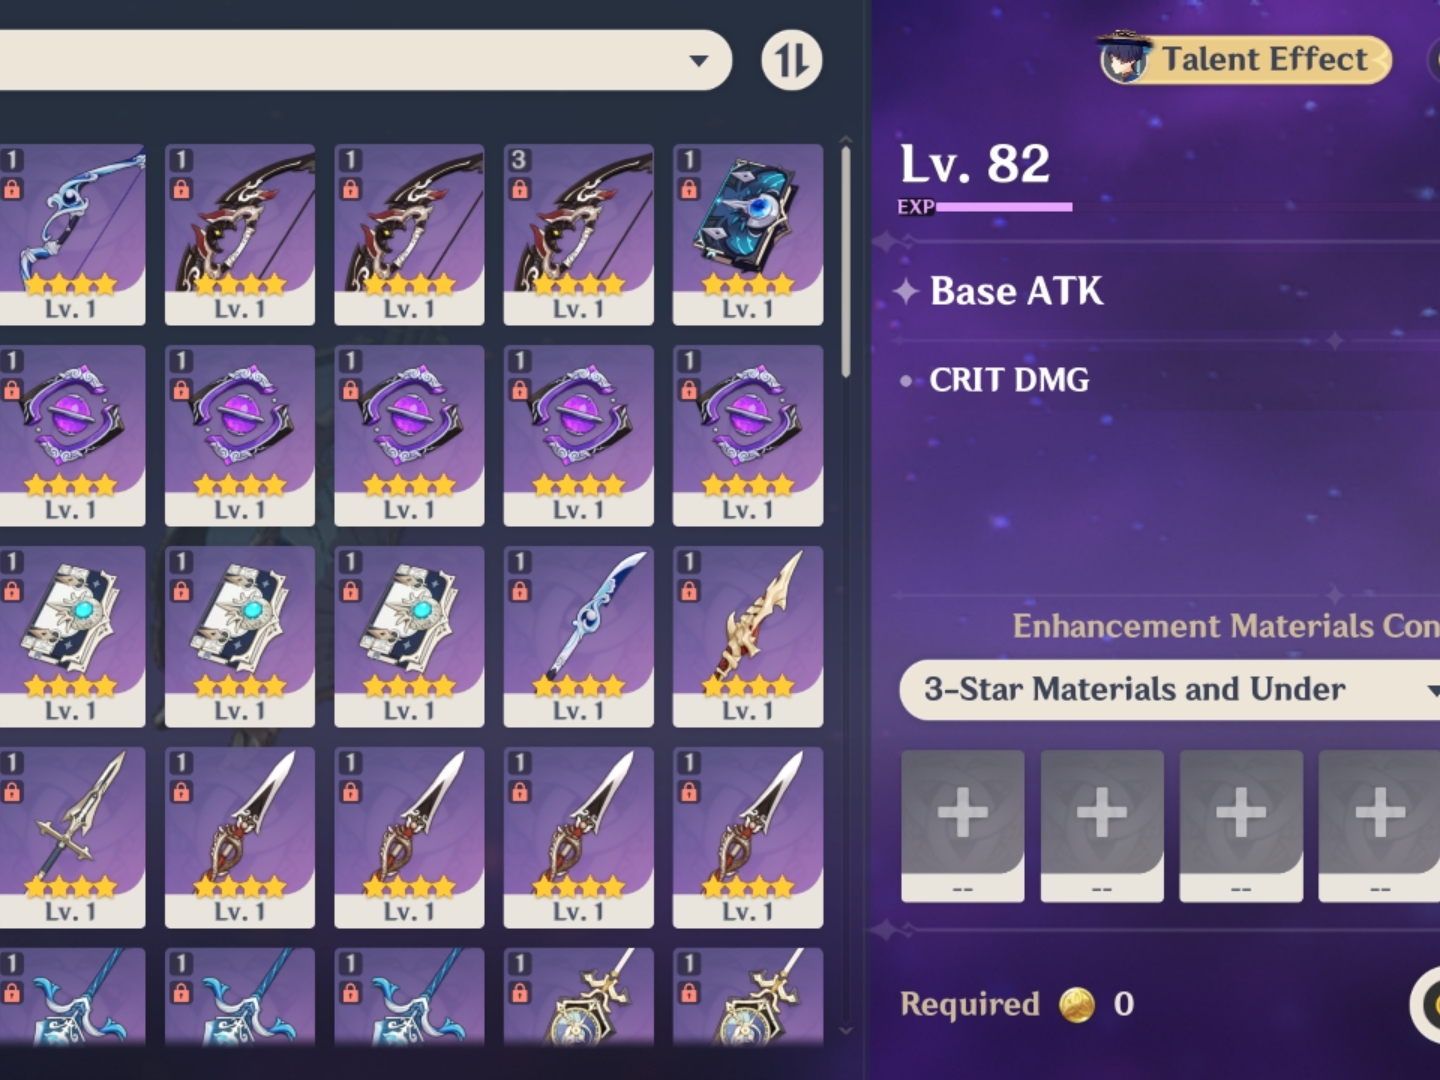 Talent Effect
Lv. 82
EXP
Base ATK
CRIT DMG
Enhancement Materials Con
3-Star Materials and Under
-- -- -- --
Required 0
1 1 1 3 1
Lv. 1 Lv. 1 Lv. 1 Lv. 1 Lv. 1
1 1 1 1 1
Lv. 1 Lv. 1 Lv. 1 Lv. 1 Lv. 1
1 1 1 1 1
Lv. 1 Lv. 1 Lv. 1 Lv. 1 Lv. 1
1 1 1 1 1
Lv. 1 Lv. 1 Lv. 1 Lv. 1 Lv. 1
1 1 1 1 1